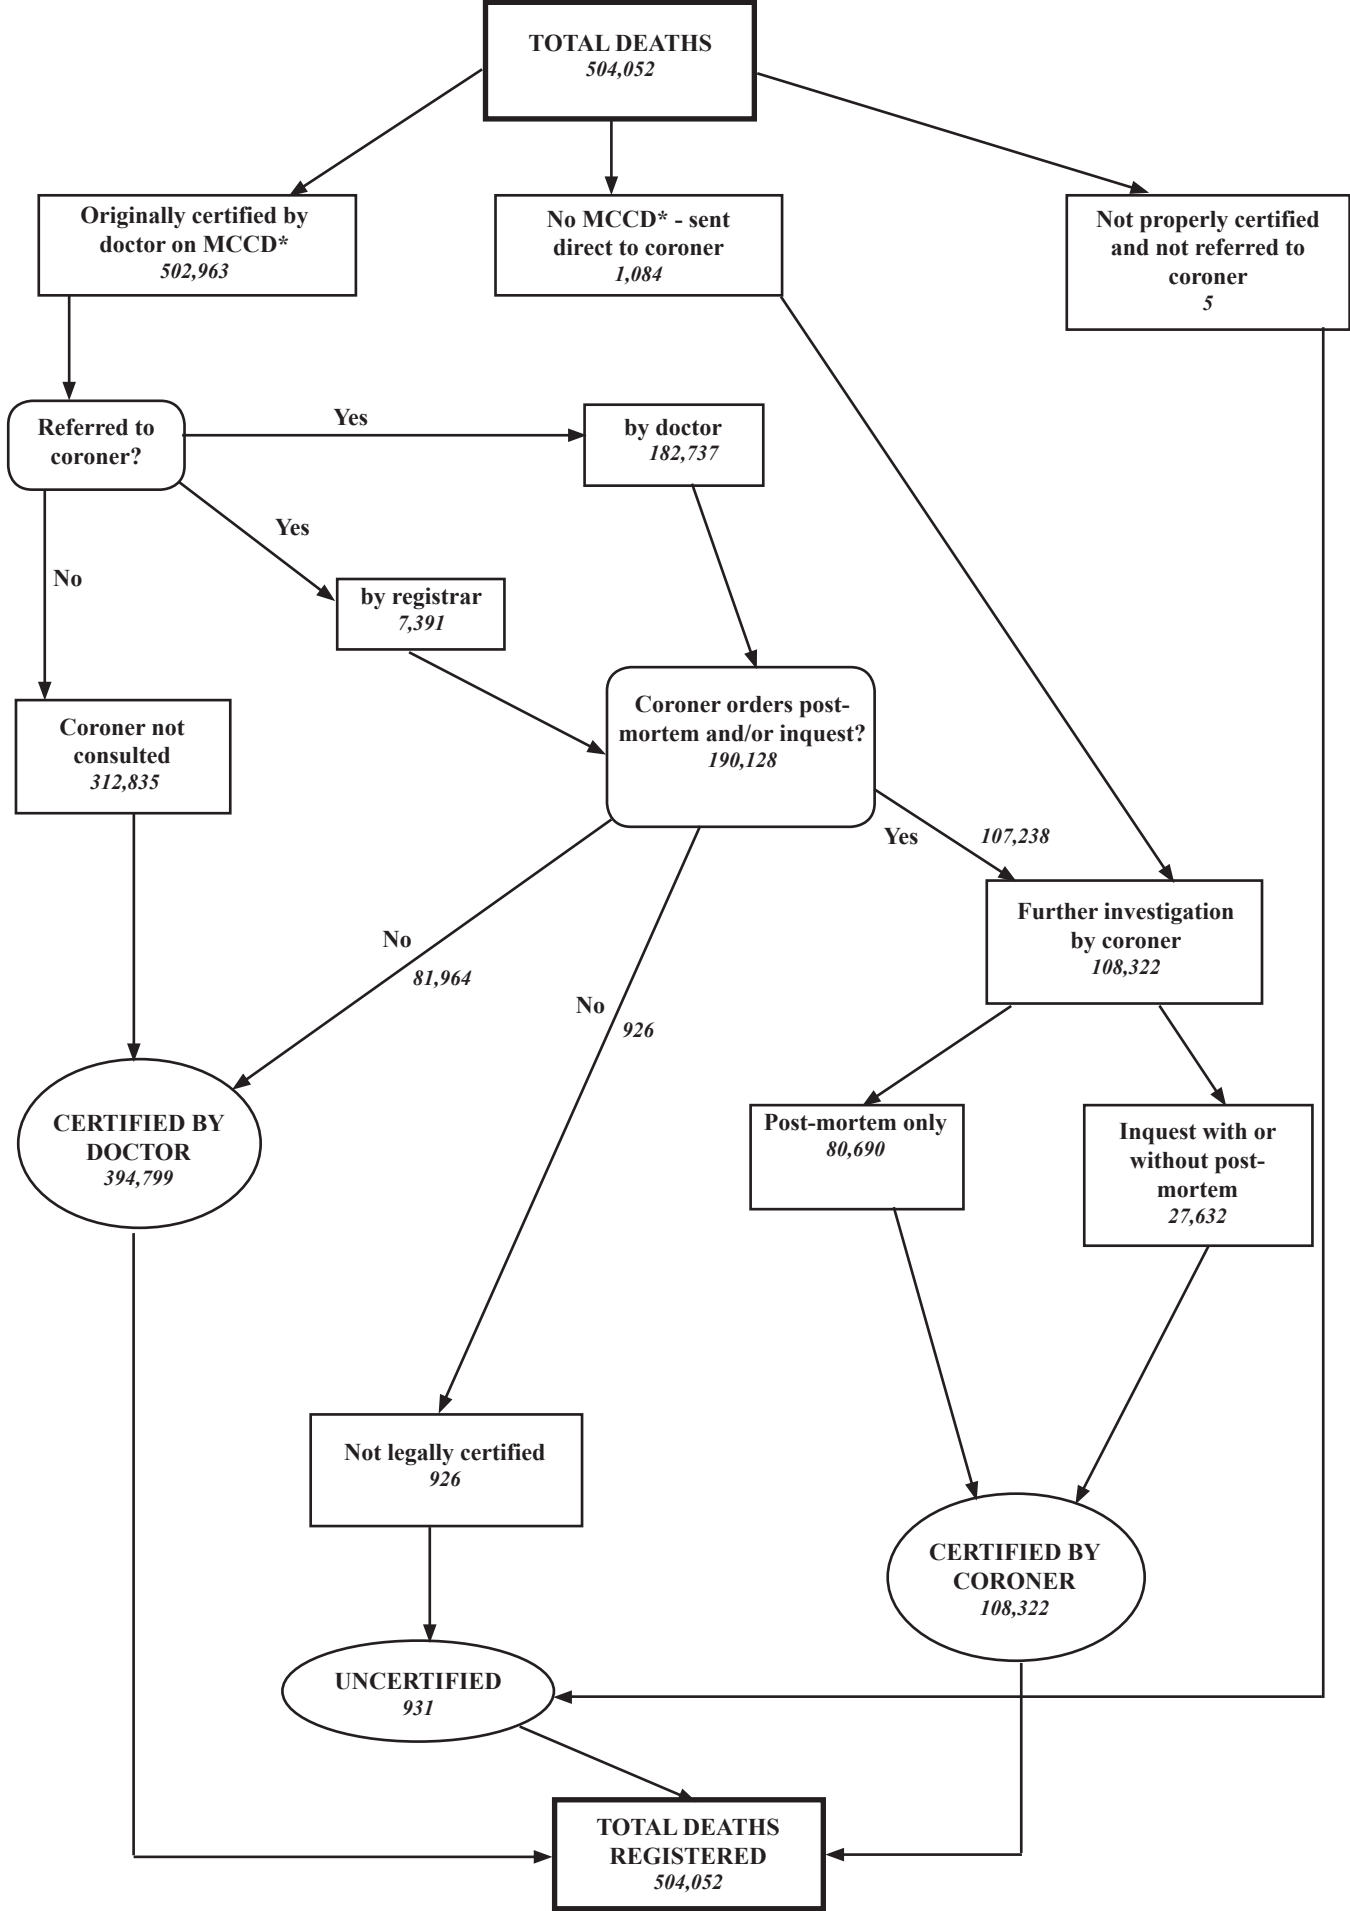 TOTAL DEATHS
504,052
Originally certified by
doctor on MCCD*
502,963
No MCCD* - sent
direct to coroner
1,084
Not properly certified
and not referred to
coroner
5
Referred to
coroner?
Yes
by doctor
182,737
Yes
No
by registrar
7,391
Coroner not
consulted
312,835
Coroner orders post-
mortem and/or inquest?
190,128
Yes
107,238
Further investigation
by coroner
108,322
No
81,964
No
926
CERTIFIED BY
DOCTOR
394,799
Post-mortem only
80,690
Inquest with or
without post-
mortem
27,632
Not legally certified
926
CERTIFIED BY
CORONER
108,322
UNCERTIFIED
931
TOTAL DEATHS
REGISTERED
504,052